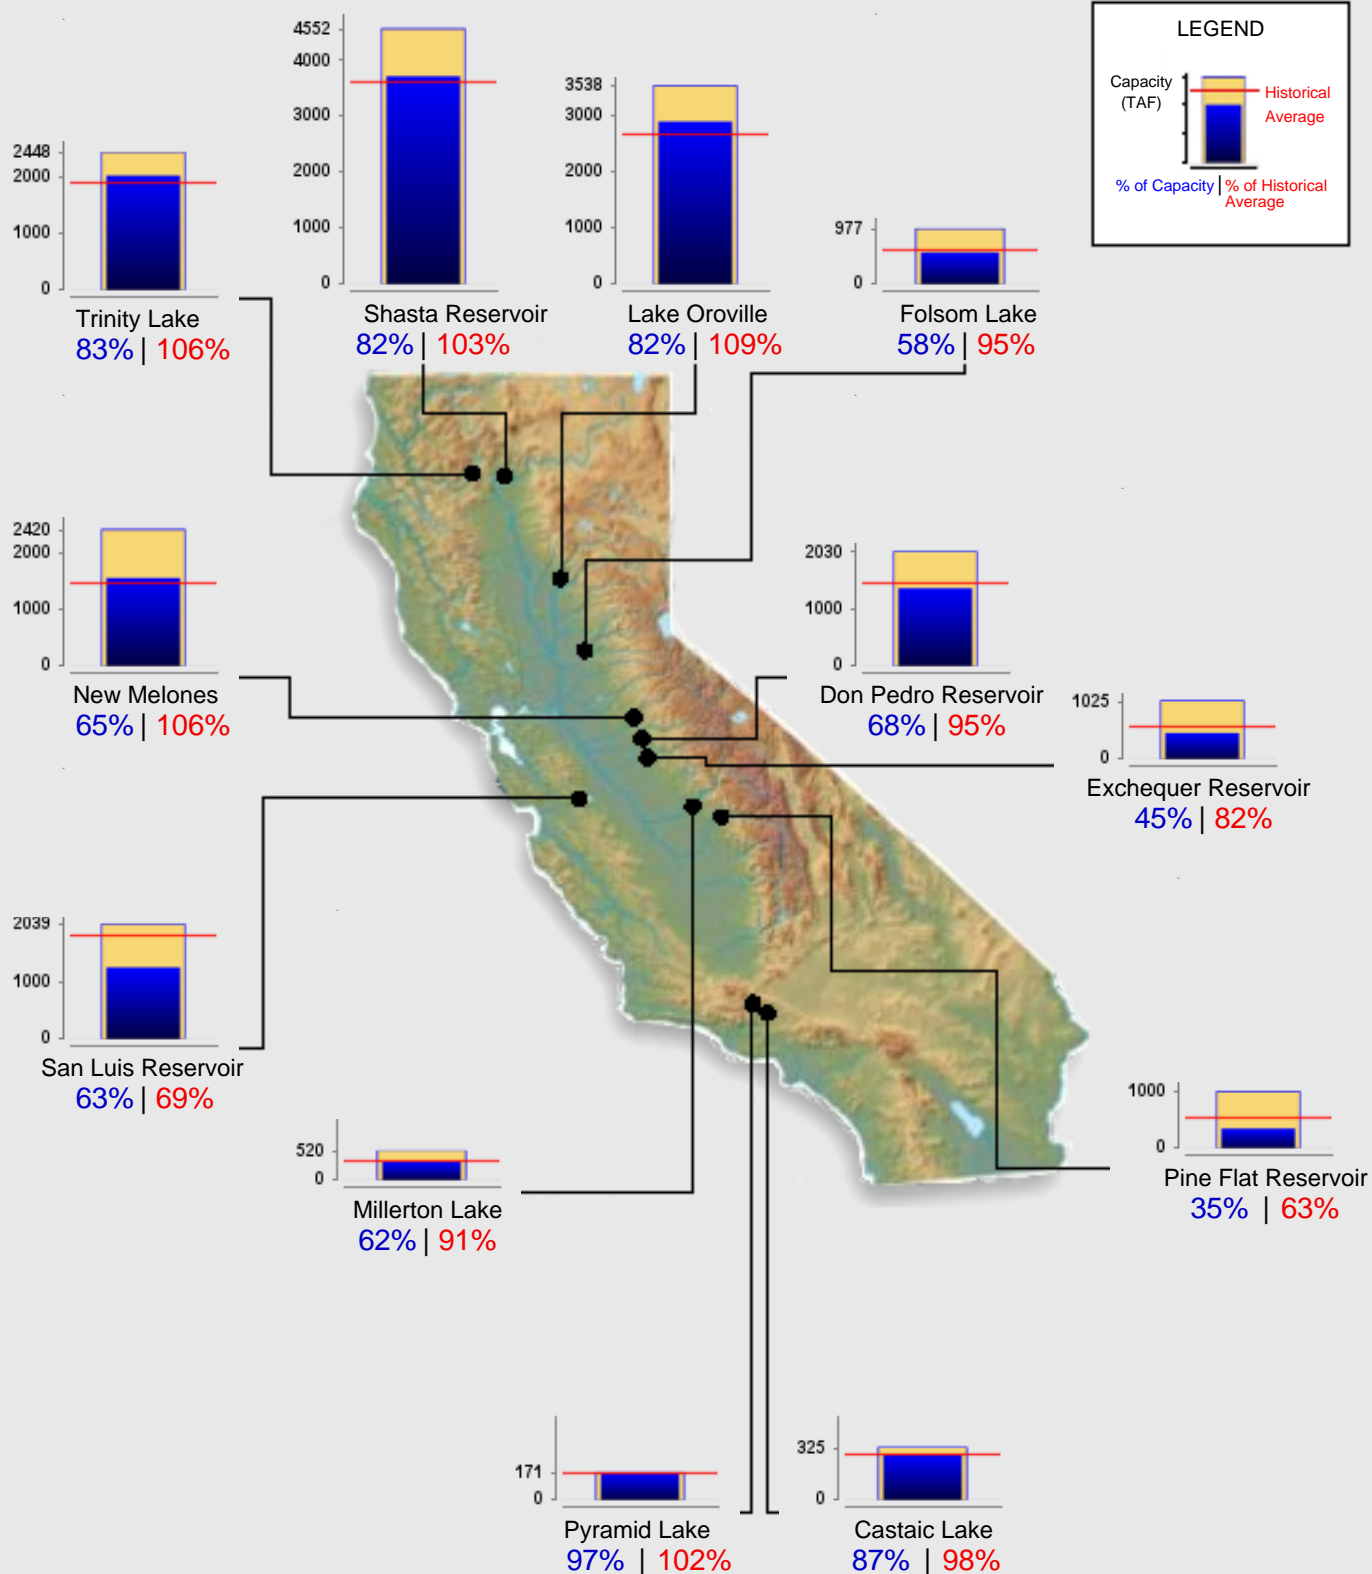 LEGEND
Capacity
(TAF)
Historical
Average
% of Capacity | % of Historical
Average
4552
4000
3000
2000
1000
0
Shasta Reservoir
82% | 103%
3538
3000
2000
1000
0
Lake Oroville
82% | 109%
2448
2000
1000
0
Trinity Lake
83% | 106%
977
0
Folsom Lake
58% | 95%
2420
2000
1000
0
New Melones
65% | 106%
2030
1000
0
Don Pedro Reservoir
68% | 95%
1025
0
Exchequer Reservoir
45% | 82%
2039
1000
0
San Luis Reservoir
63% | 69%
520
0
Millerton Lake
62% | 91%
1000
0
Pine Flat Reservoir
35% | 63%
171
0
Pyramid Lake
97% | 102%
325
0
Castaic Lake
87% | 98%